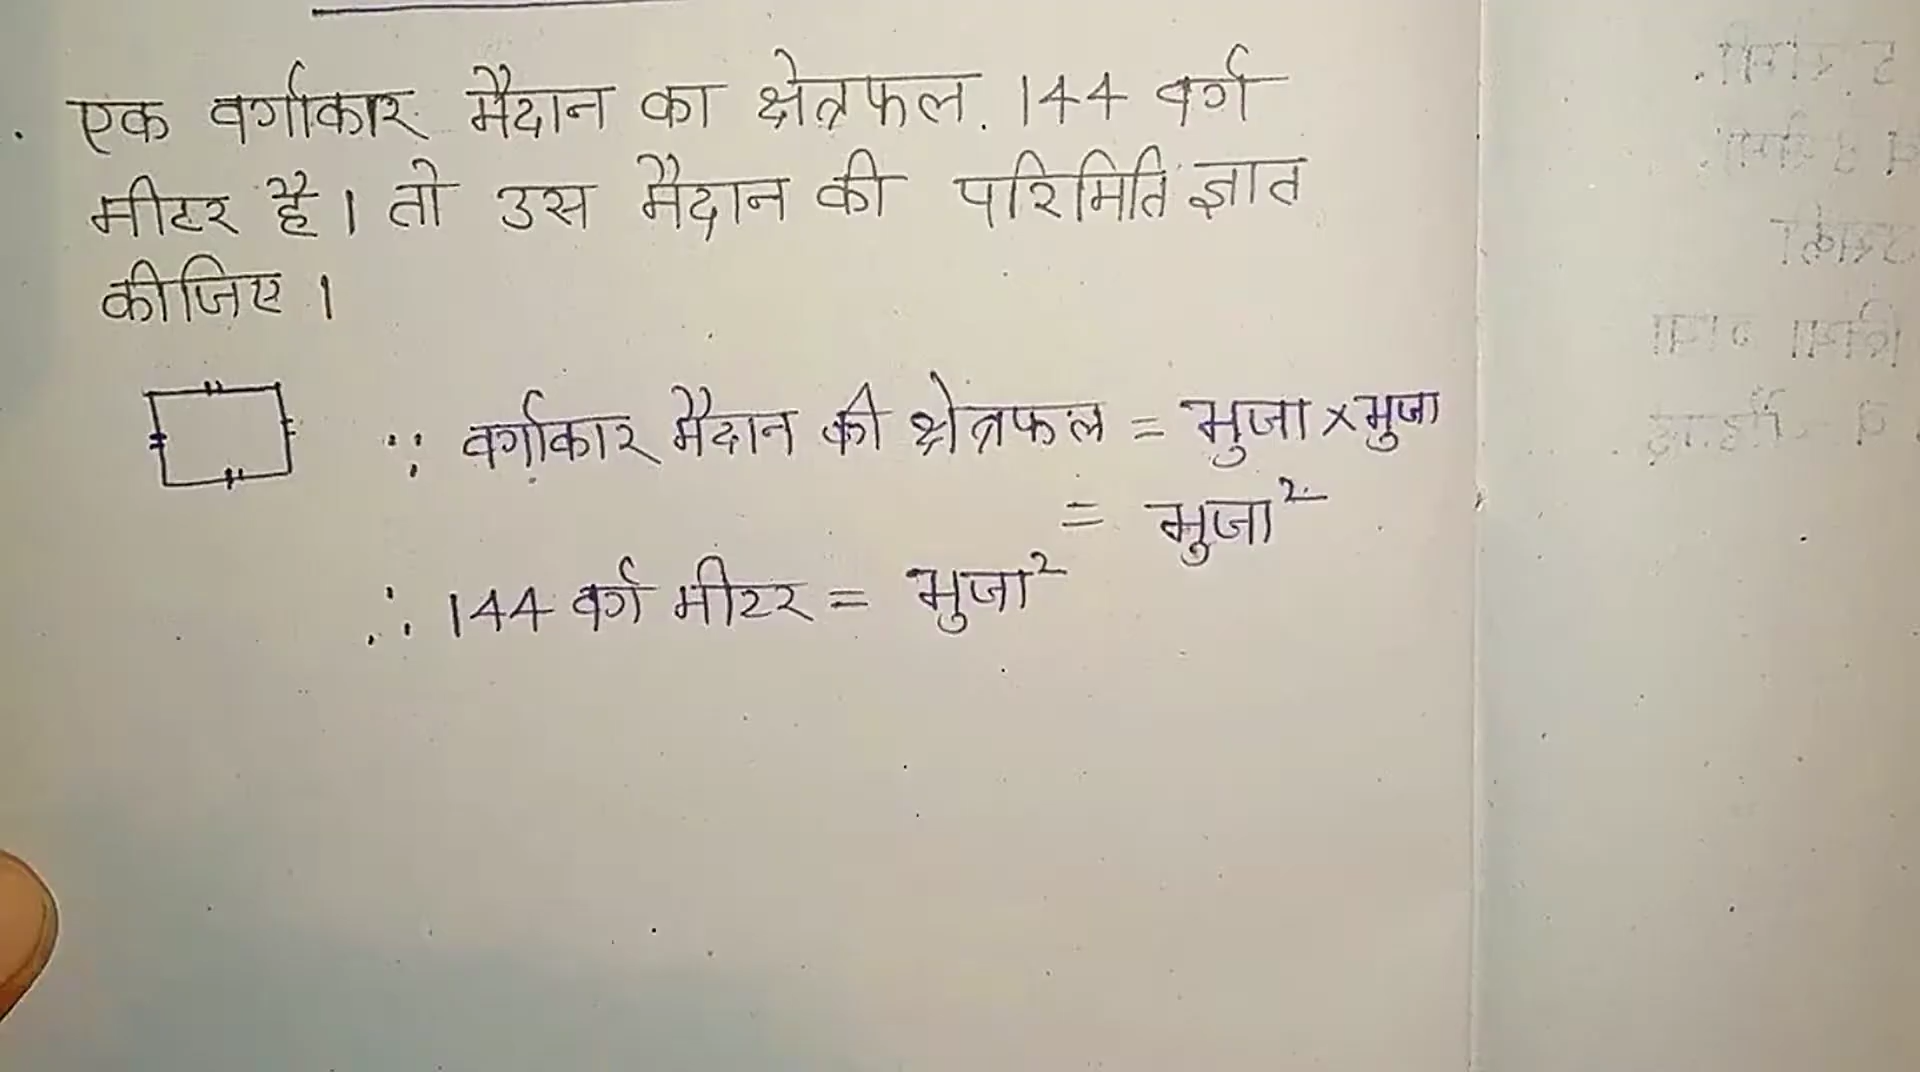 एक वर्गाकार मैदान का क्षेत्रफल 144 वर्ग
मीटर है। तो उस मैदान की परिमिति ज्ञात
कीजिए।
∵ वर्गाकार मैदान की क्षेत्रफल = भुजा × भुजा
= भुजा²
∴ 144 वर्ग मीटर = भुजा²